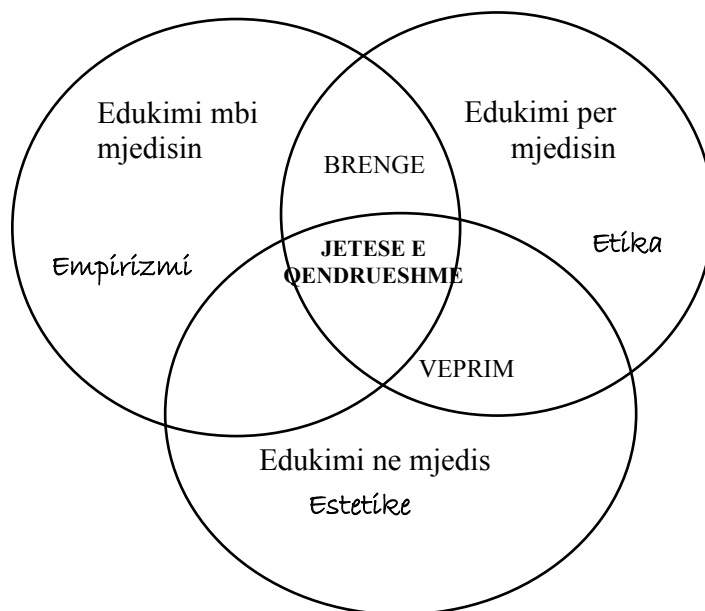 Edukimi mbi
mjedisin
Edukimi per
mjedisin
BRENGE
Empirizmi
JETESE E
QENDRUESHME
Etika
VEPRIM
Edukimi ne mjedis
Estetike